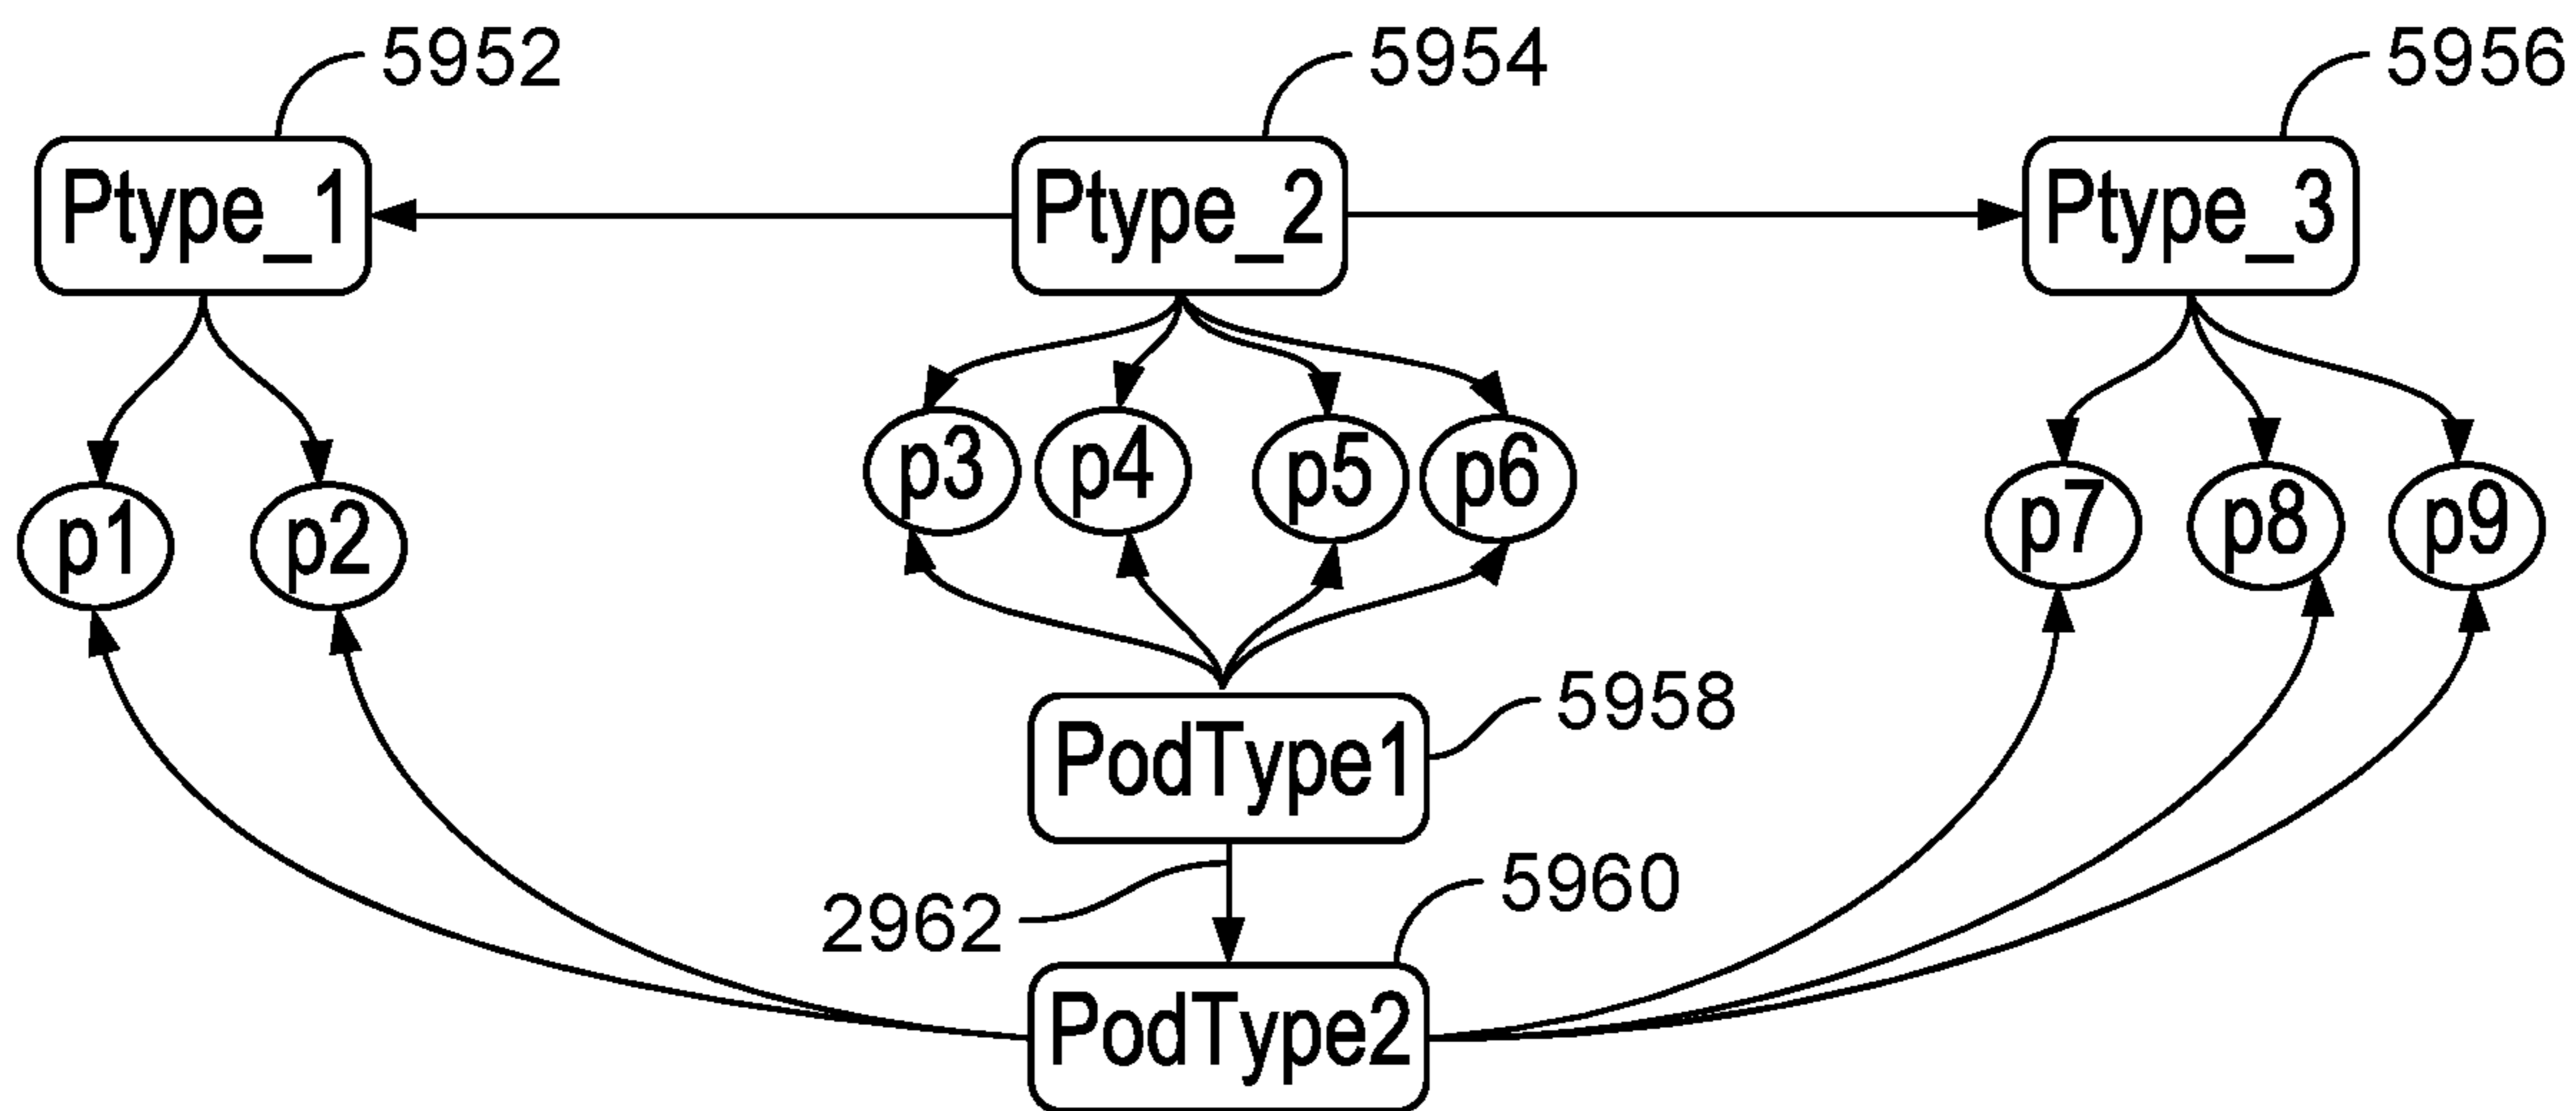 5952 5954 5956
Ptype_1 Ptype_2 Ptype_3
p3 p4 p5 p6
p1 p2 p7 p8 p9
PodType1 5958
2962 5960
PodType2